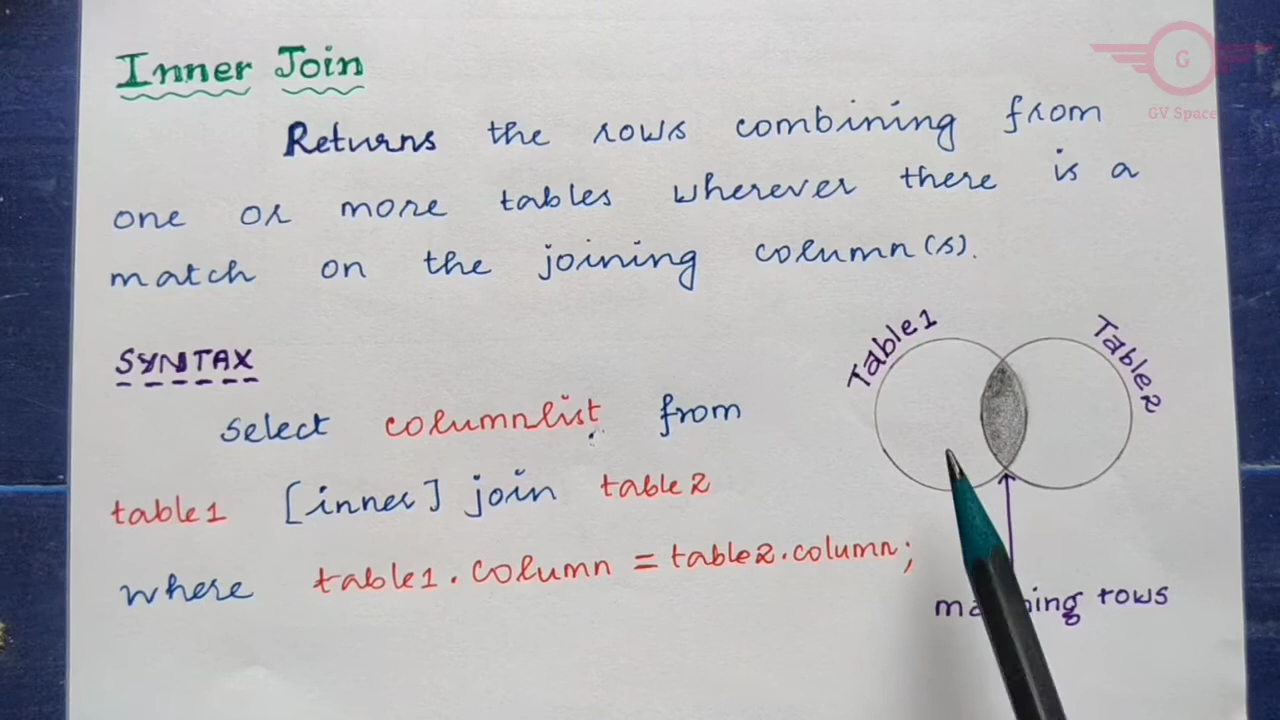 Inner Join
Returns the rows combining from
one or more tables wherever there is a
match on the joining column(s).
SYNTAX
Select columnlist from
table1 [inner] join table2
where table1.column = table2.column;
Table1
Table2
rows
G
GV Space